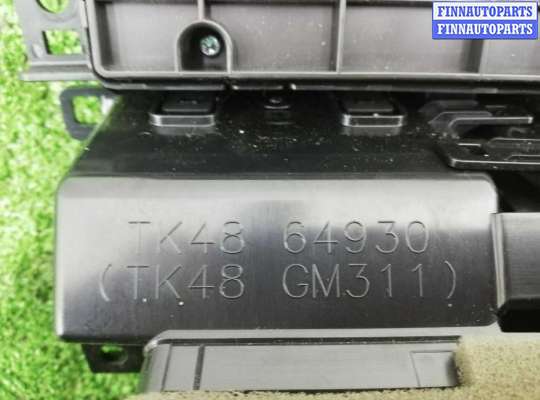 FINNAUTOPARTS
FINNAUTOPARTS
TK48 64930
(TK48 GM311)